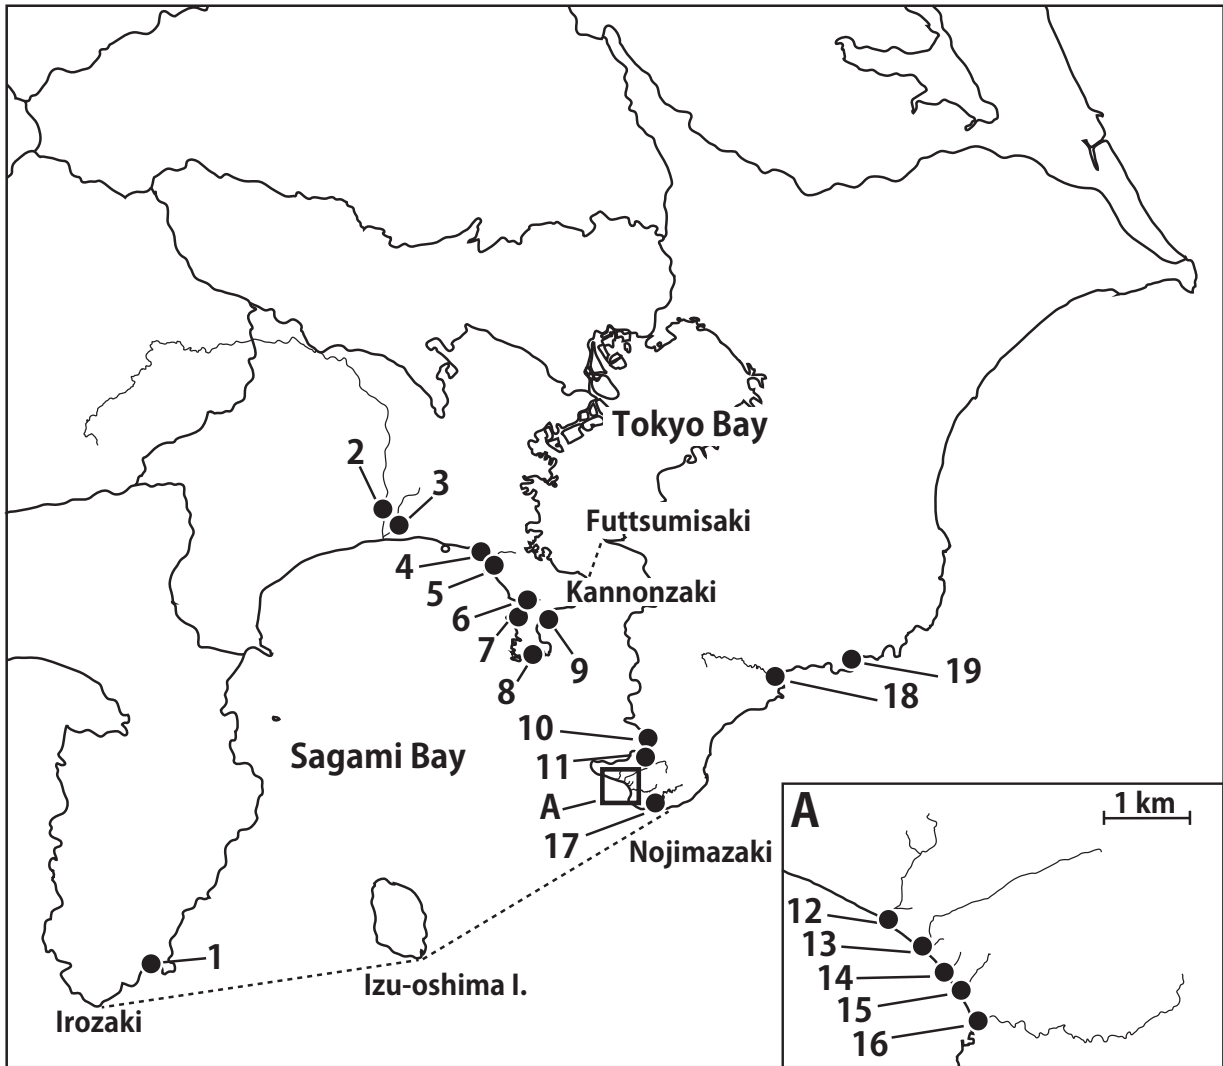 Tokyo Bay
2
3
Futtsumisaki
4
Kannonzaki
5
6
7
8
9
19
18
10
11
Sagami Bay
A
17
Nojimazaki
1
Izu-oshima I.
Irozaki
A
1 km
12
13
14
15
16